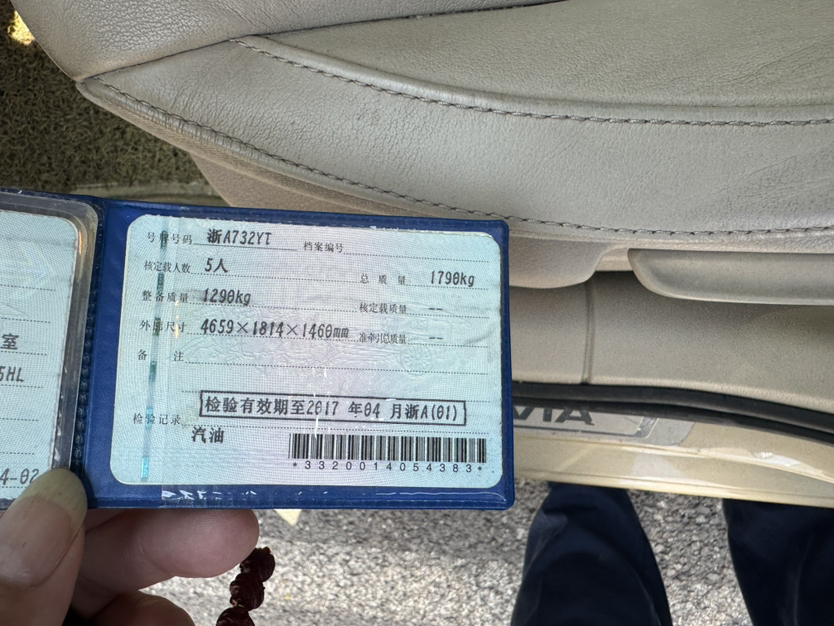 室
5HL
4-02
号牌号码 浙A732YT 档案编号
核定载人数 5人 总质量 1790kg
整备质量 1290kg 核定载质量 --
外廓尺寸 4659×1814×1460mm 准牵引总质量 --
备注
检验记录 检验有效期至2017年04月浙A(01)
汽油
*3320014054383*